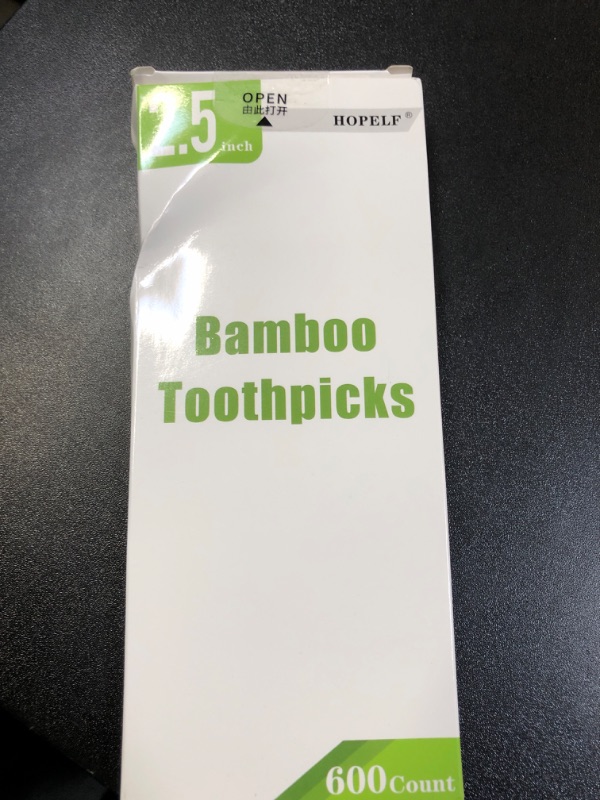 2.5 inch
OPEN
由此打开
HOPELF®
Bamboo
Toothpicks
600 Count